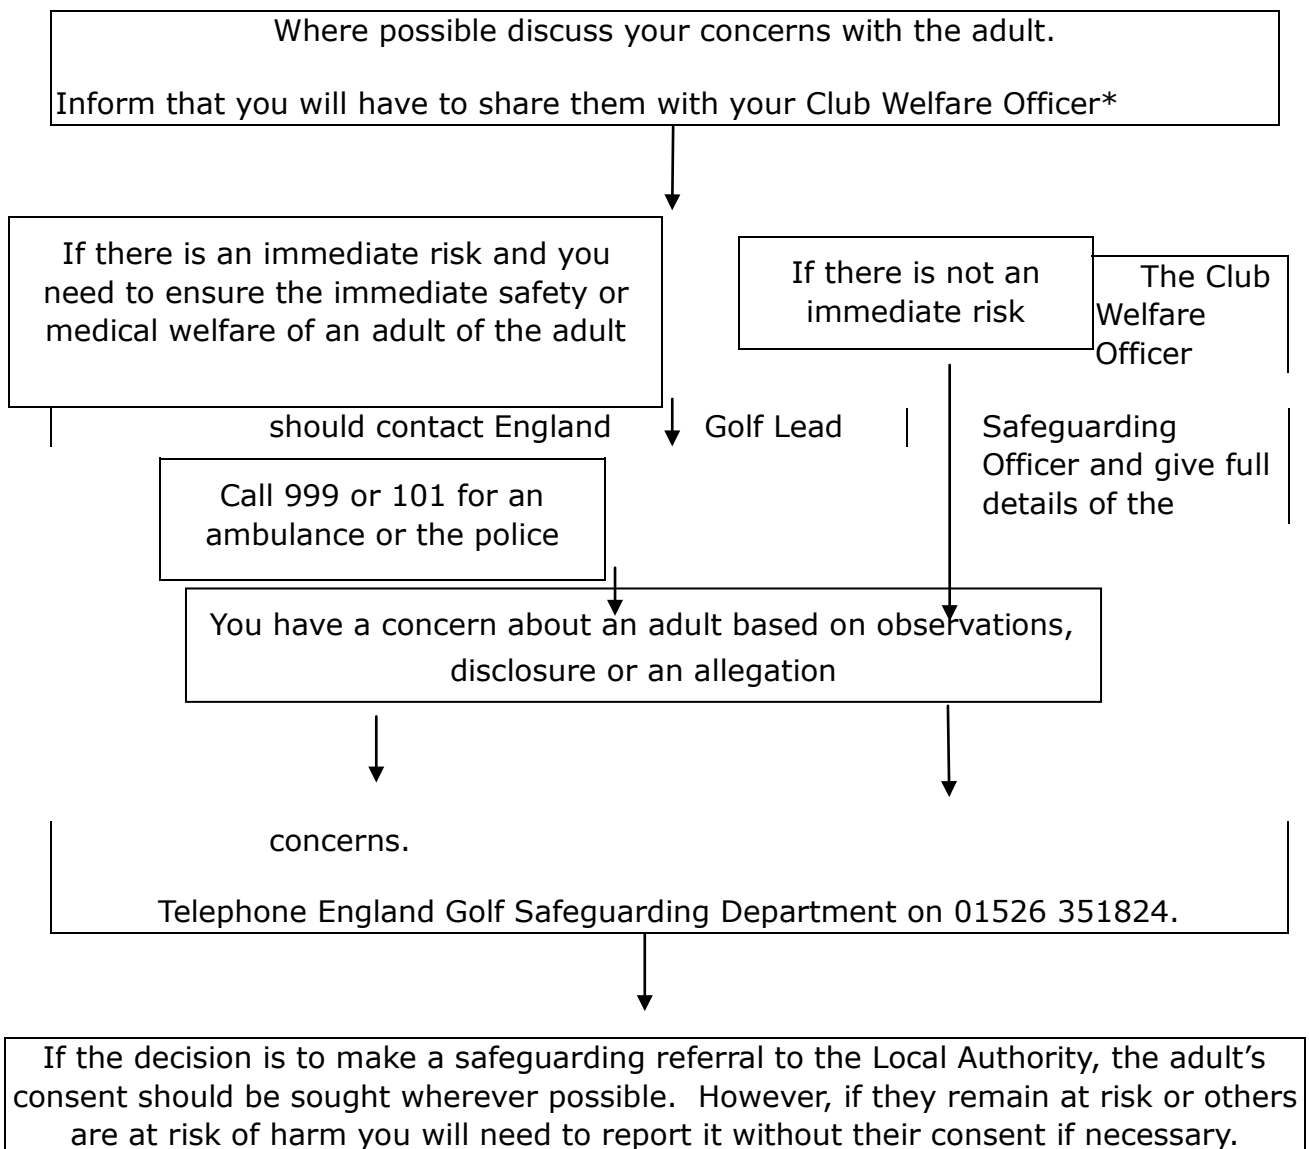 Where possible discuss your concerns with the adult.
Inform that you will have to share them with your Club Welfare Officer*
If there is an immediate risk and you
need to ensure the immediate safety or
medical welfare of an adult of the adult
If there is not an
immediate risk
The Club
Welfare
Officer
should contact England
Golf Lead
Safeguarding
Officer and give full
details of the
Call 999 or 101 for an
ambulance or the police
You have a concern about an adult based on observations,
disclosure or an allegation
concerns.
Telephone England Golf Safeguarding Department on 01526 351824.
If the decision is to make a safeguarding referral to the Local Authority, the adult’s
consent should be sought wherever possible.  However, if they remain at risk or others
are at risk of harm you will need to report it without their consent if necessary.